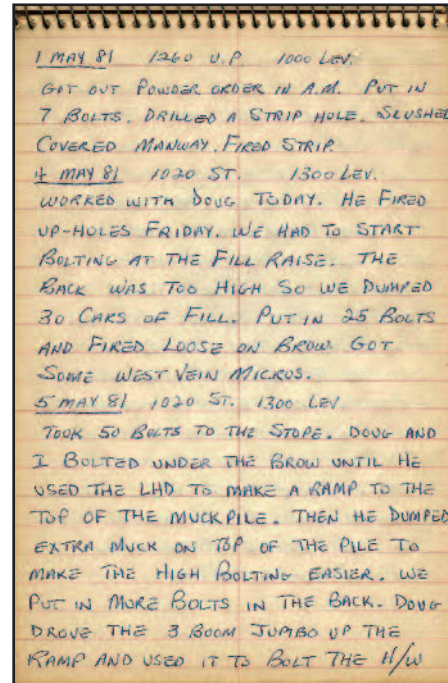 1 MAY 81 1260 U.P 1000 LEV.
GOT OUT POWDER ORDER IN A.M. PUT IN
7 BOLTS. DRILLED A STRIP HOLE. SLUSHED
COVERED MANWAY. FIRED STRIP.
4 MAY 81 1020 ST. 1300 LEV.
WORKED WITH DOUG TODAY. HE FIRED
UP-HOLES FRIDAY. WE HAD TO START
BOLTING AT THE FILL RAISE. THE
BACK WAS TOO HIGH SO WE DUMPED
30 CARS OF FILL. PUT IN 25 BOLTS
AND FIRED LOOSE ON BROW. GOT
SOME WEST VEIN MICROS.
5 MAY 81 1020 ST. 1300 LEV.
TOOK 50 BOLTS TO THE STOPE. DOUG AND
I BOLTED UNDER THE BROW UNTIL HE
USED THE LHD TO MAKE A RAMP TO THE
TOP OF THE MUCKPILE. THEN HE DUMPED
EXTRA MUCK ON TOP OF THE PILE TO
MAKE THE HIGH BOLTING EASIER. WE
PUT IN MORE BOLTS IN THE BACK. DOUG
DROVE THE 3 BOOM JUMBO UP THE
RAMP AND USED IT TO BOLT THE H/W